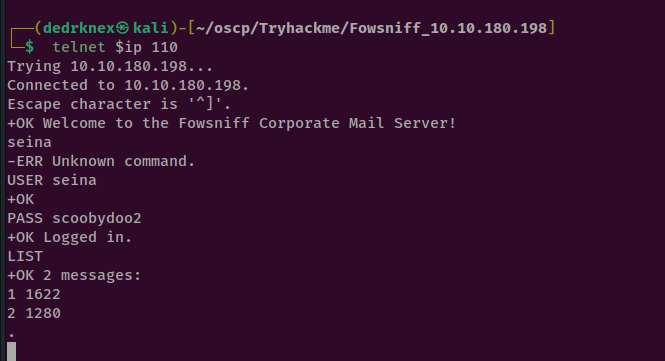 ┌──(dedrknex㉿kali)-[~/oscp/Tryhackme/Fowsniff_10.10.180.198]
└─$ telnet $ip 110
Trying 10.10.180.198...
Connected to 10.10.180.198.
Escape character is '^]'.
+OK Welcome to the Fowsniff Corporate Mail Server!
seina
-ERR Unknown command.
USER seina
+OK
PASS scoobydoo2
+OK Logged in.
LIST
+OK 2 messages:
1 1622
2 1280
.